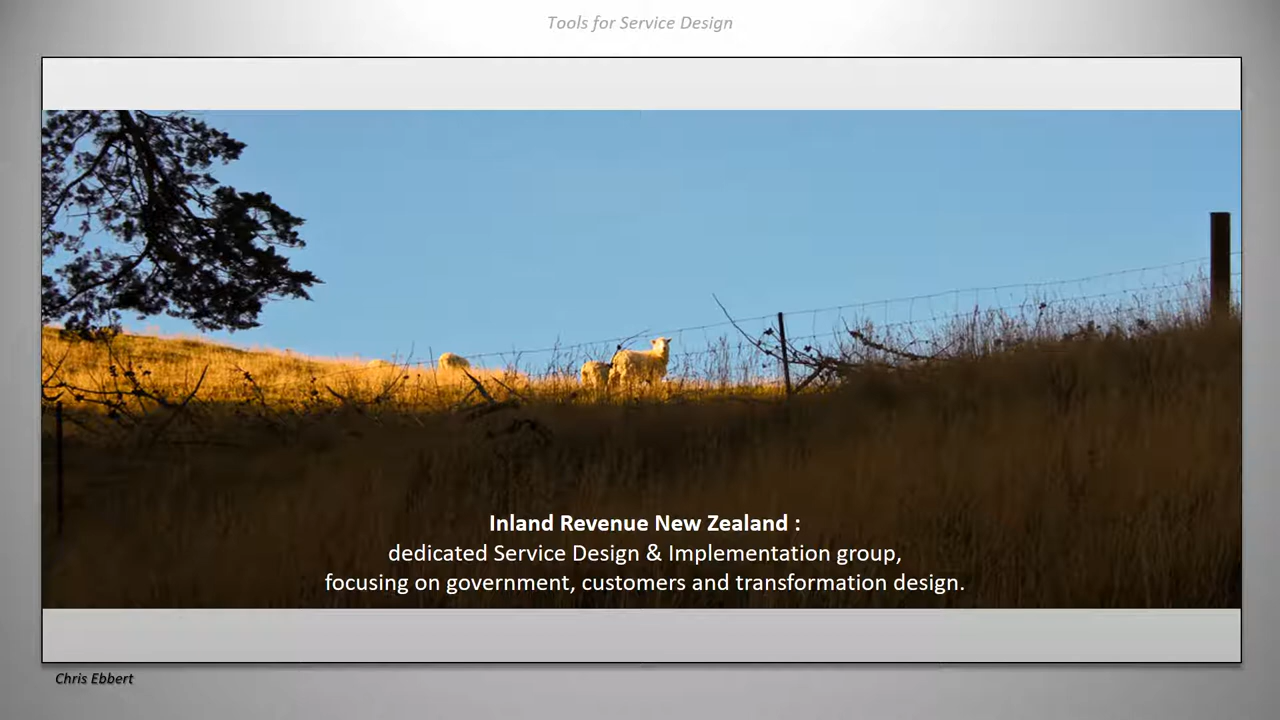 Tools for Service Design
Inland Revenue New Zealand :
dedicated Service Design & Implementation group,
focusing on government, customers and transformation design.
Chris Ebbert